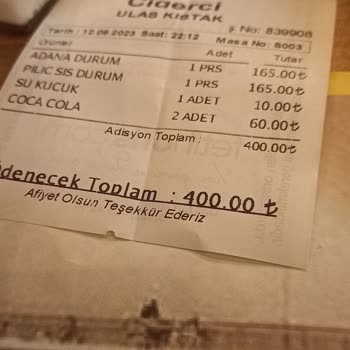 Ciğerci
ULAŞ KISTAK
Ş No: 839908
Tarih : 12.09.2023 Saat: 22:12 Masa No: S003
Ürünler Adet Tutar
ADANA DURUM 1 PRS 165.00₺
PILIC SIS DURUM 1 PRS 165.00₺
SU KUCUK 1 ADET 10.00₺
COCA COLA 2 ADET 60.00₺
Adisyon Toplam : 400.00₺
Ödenecek Toplam : 400.00 ₺
Afiyet Olsun Teşekkür Ederiz